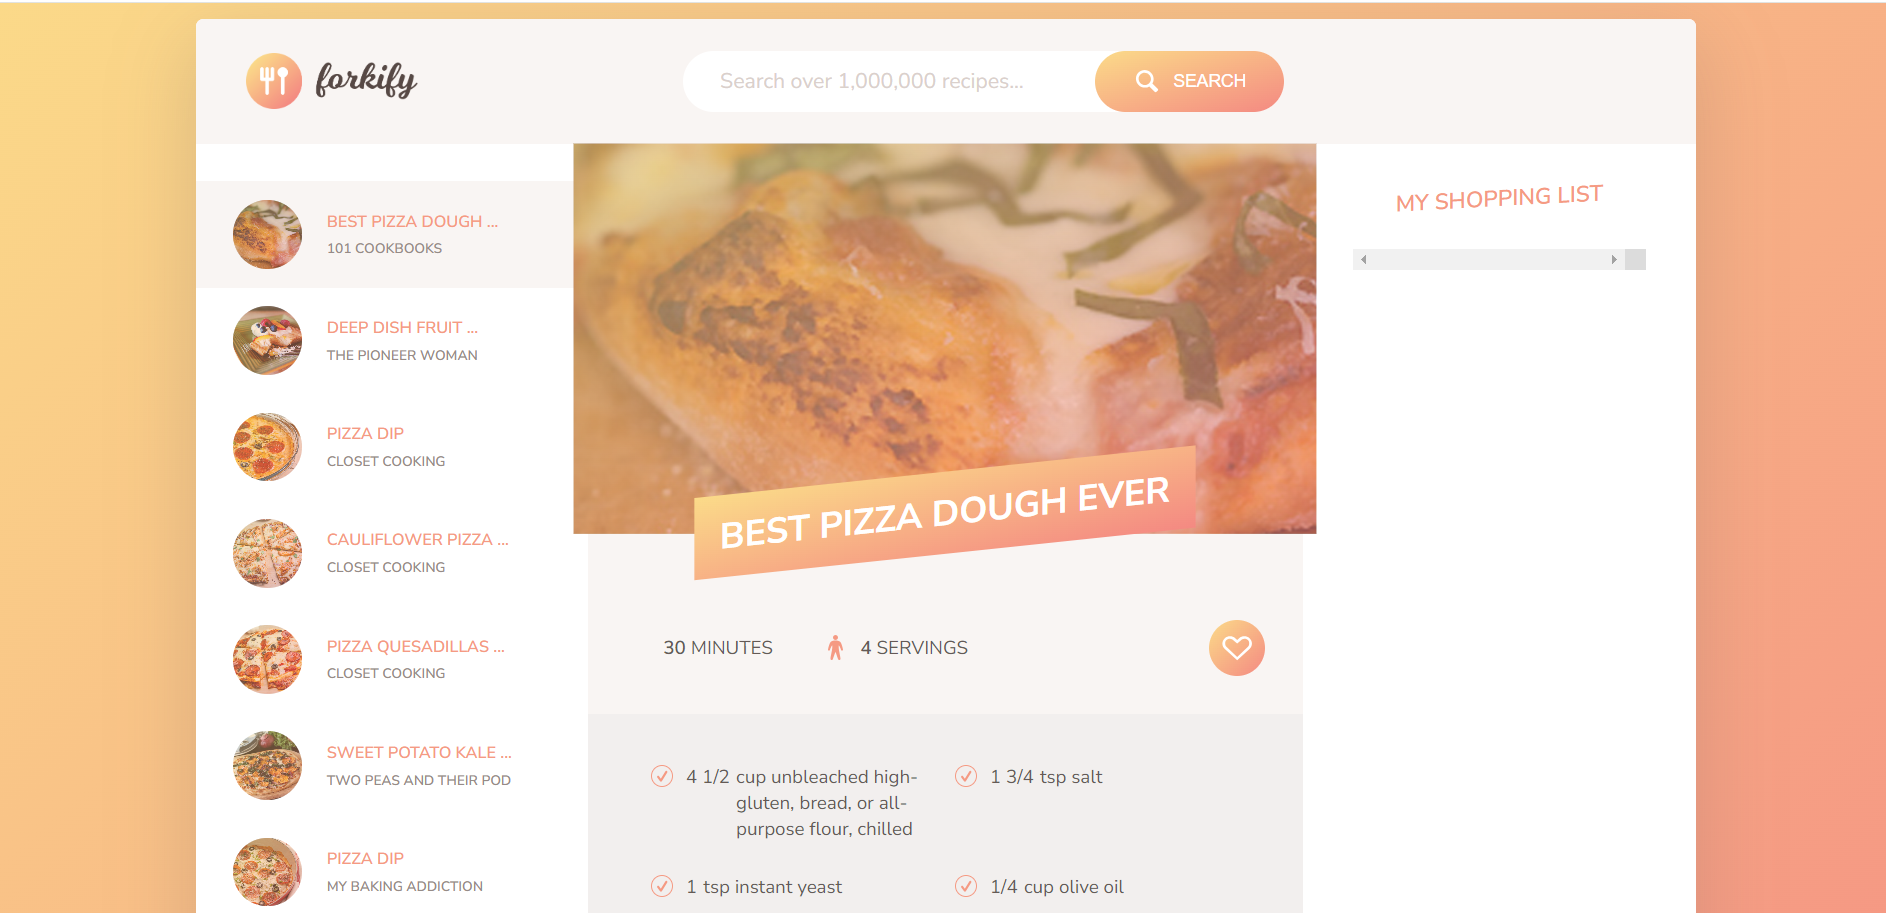 forkify
Search over 1,000,000 recipes...
SEARCH
BEST PIZZA DOUGH ...
101 COOKBOOKS
DEEP DISH FRUIT ...
THE PIONEER WOMAN
PIZZA DIP
CLOSET COOKING
CAULIFLOWER PIZZA ...
CLOSET COOKING
PIZZA QUESADILLAS ...
CLOSET COOKING
SWEET POTATO KALE ...
TWO PEAS AND THEIR POD
PIZZA DIP
MY BAKING ADDICTION
BEST PIZZA DOUGH EVER
30 MINUTES
4 SERVINGS
4 1/2 cup unbleached high-
gluten, bread, or all-
purpose flour, chilled
1 3/4 tsp salt
1 tsp instant yeast
1/4 cup olive oil
MY SHOPPING LIST